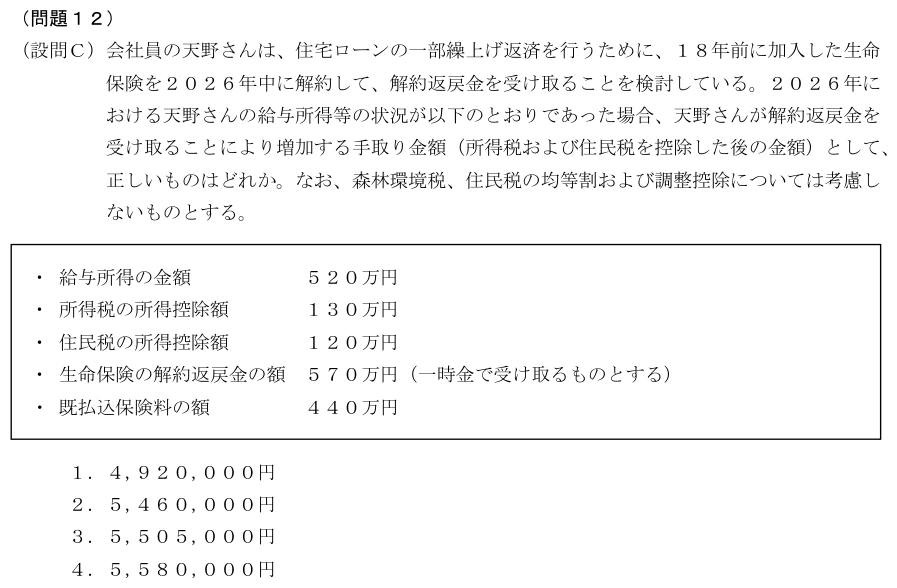 （問題１２）
（設問Ｃ）会社員の天野さんは、住宅ローンの一部繰上げ返済を行うために、１８年前に加入した生命
保険を２０２６年中に解約して、解約返戻金を受け取ることを検討している。２０２６年に
おける天野さんの給与所得等の状況が以下のとおりであった場合、天野さんが解約返戻金を
受け取ることにより増加する手取り金額（所得税および住民税を控除した後の金額）として、
正しいものはどれか。なお、森林環境税、住民税の均等割および調整控除については考慮し
ないものとする。
・ 給与所得の金額 ５２０万円
・ 所得税の所得控除額 １３０万円
・ 住民税の所得控除額 １２０万円
・ 生命保険の解約返戻金の額 ５７０万円（一時金で受け取るものとする）
・ 既払込保険料の額 ４４０万円
１．４,９２０,０００円
２．５,４６０,０００円
３．５,５０５,０００円
４．５,５８０,０００円